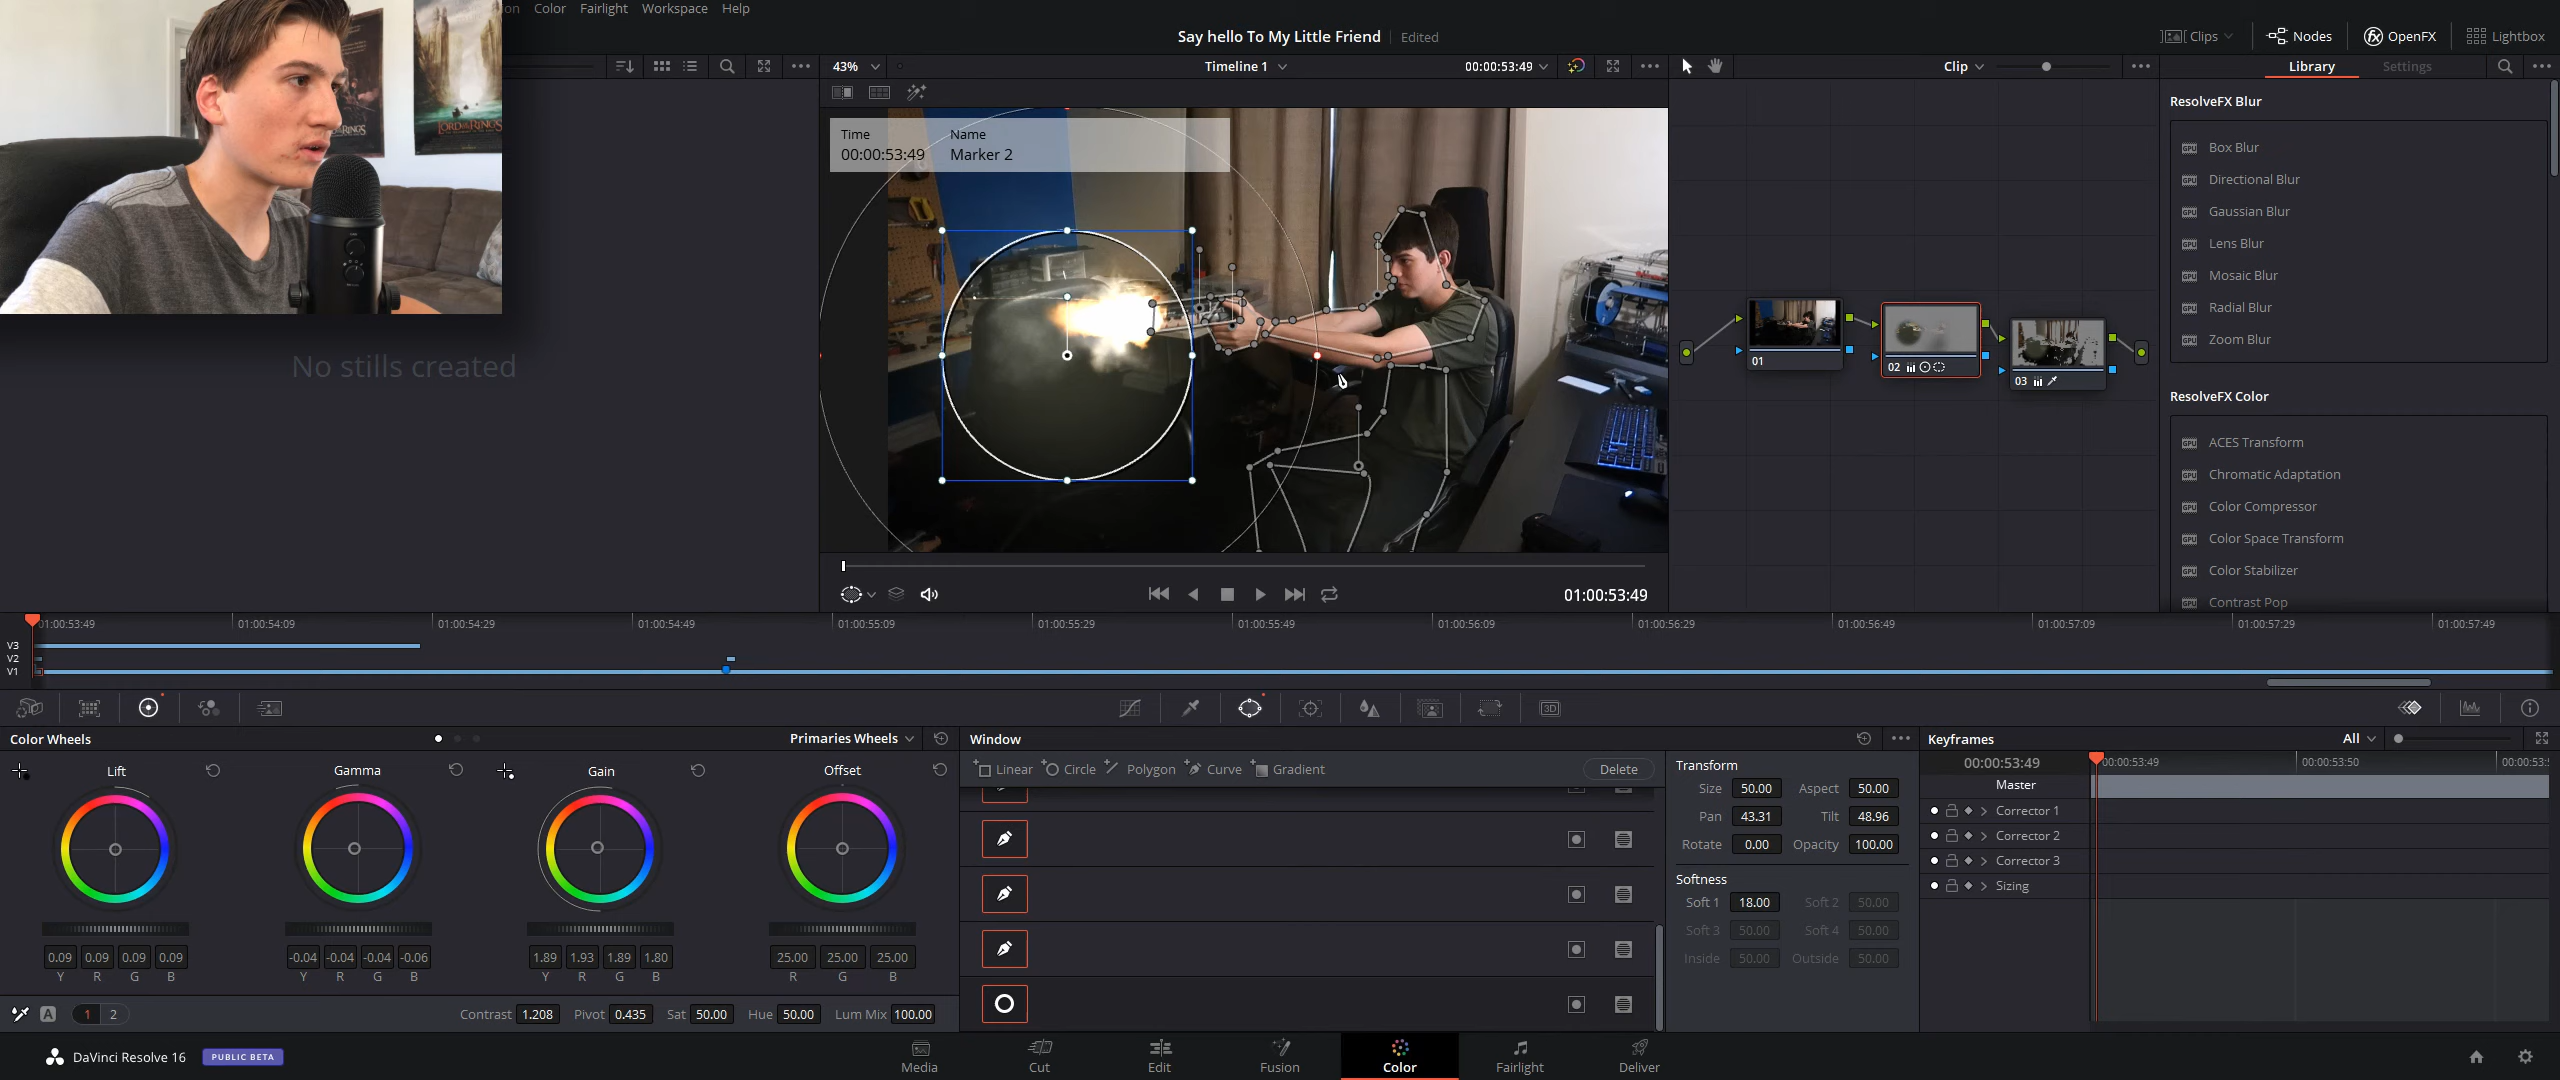 on Color Fairlight Workspace Help
Say hello To My Little Friend Edited
Clips Nodes OpenFX Lightbox
43% Timeline 1 00:00:53:49 Clip Library Settings
Time Name
00:00:53:49 Marker 2
THE LORD OF THE RINGS
No stills created
01
02
03
ResolveFX Blur
Box Blur
Directional Blur
Gaussian Blur
Lens Blur
Mosaic Blur
Radial Blur
Zoom Blur
ResolveFX Color
ACES Transform
Chromatic Adaptation
Color Compressor
Color Space Transform
Color Stabilizer
Contrast Pop
01:00:53:49
01:00:53:49 01:00:54:09 01:00:54:29 01:00:54:49 01:00:55:09 01:00:55:29 01:00:55:49 01:00:56:09 01:00:56:29 01:00:56:49 01:00:57:09 01:00:57:29 01:00:57:49
V3
V2
V1
3D
Color Wheels Primaries Wheels
Lift Gamma Gain Offset
0.09 0.09 0.09 0.09 -0.04 -0.04 -0.04 -0.06 1.89 1.93 1.89 1.80 25.00 25.00 25.00
Y R G B Y R G B Y R G B R G B
A 1 2 Contrast 1.208 Pivot 0.435 Sat 50.00 Hue 50.00 Lum Mix 100.00
Window
Linear Circle Polygon Curve Gradient Delete
Transform
Size 50.00 Aspect 50.00
Pan 43.31 Tilt 48.96
Rotate 0.00 Opacity 100.00
Softness
Soft 1 18.00 Soft 2 50.00
Soft 3 50.00 Soft 4 50.00
Inside 50.00 Outside 50.00
Keyframes All
00:00:53:49 00:00:53:49 00:00:53:50 00:00:53:
Master
Corrector 1
Corrector 2
Corrector 3
Sizing
DaVinci Resolve 16 PUBLIC BETA
Media Cut Edit Fusion Color Fairlight Deliver